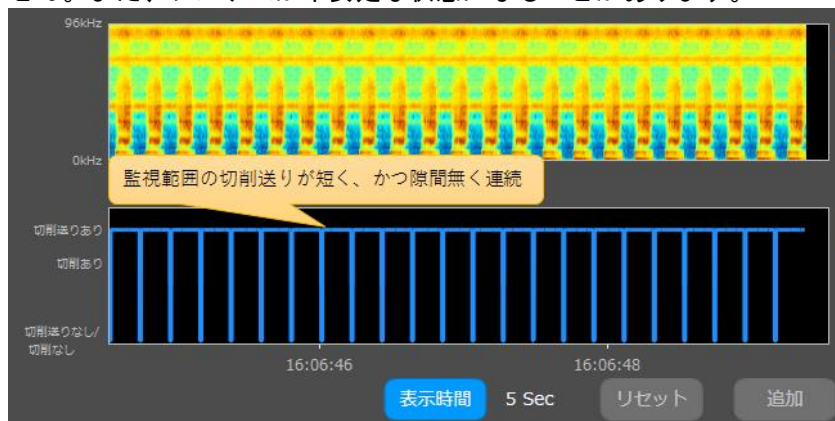 96kHz
0kHz
監視範囲の切削送りが短く、かつ隙間無く連続
切削送りあり
切削あり
切削送りなし/
切削なし
16:06:46
16:06:48
表示時間
5 Sec
リセット
追加